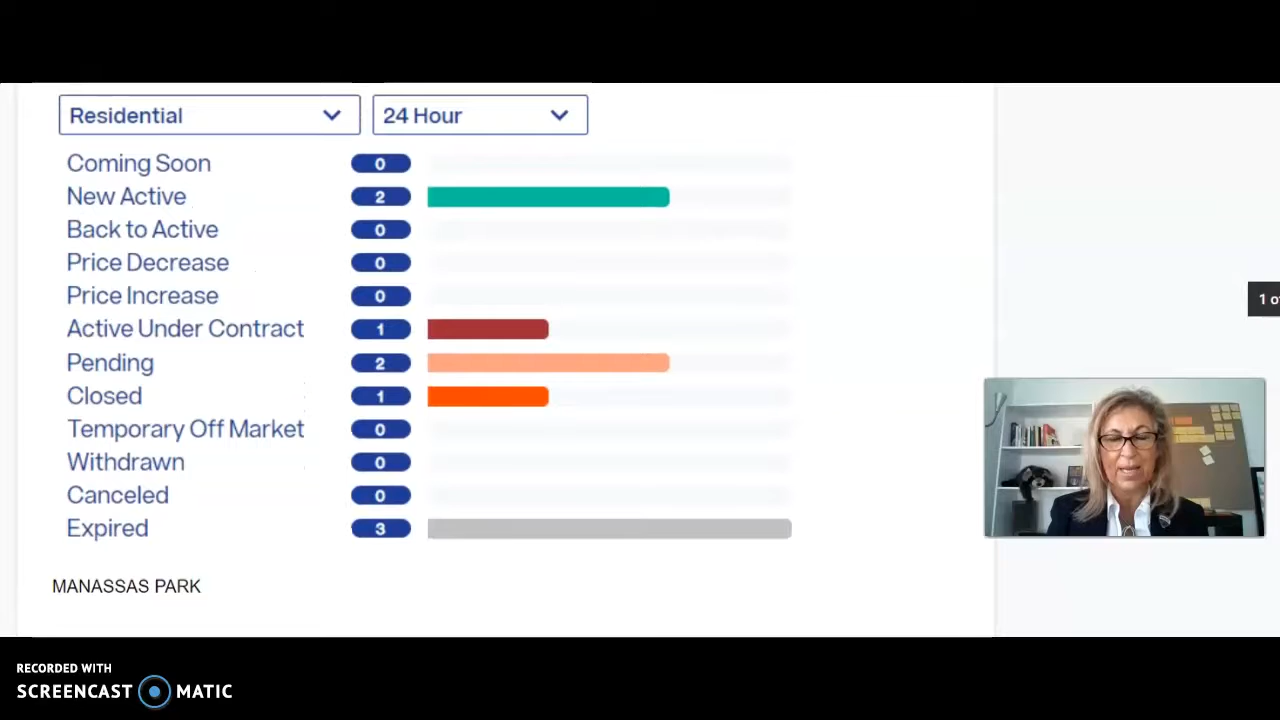 Residential 24 Hour
Coming Soon 0
New Active 2
Back to Active 0
Price Decrease 0
Price Increase 0
Active Under Contract 1
Pending 2
Closed 1
Temporary Off Market 0
Withdrawn 0
Canceled 0
Expired 3
1 o
MANASSAS PARK
RECORDED WITH
SCREENCAST MATIC